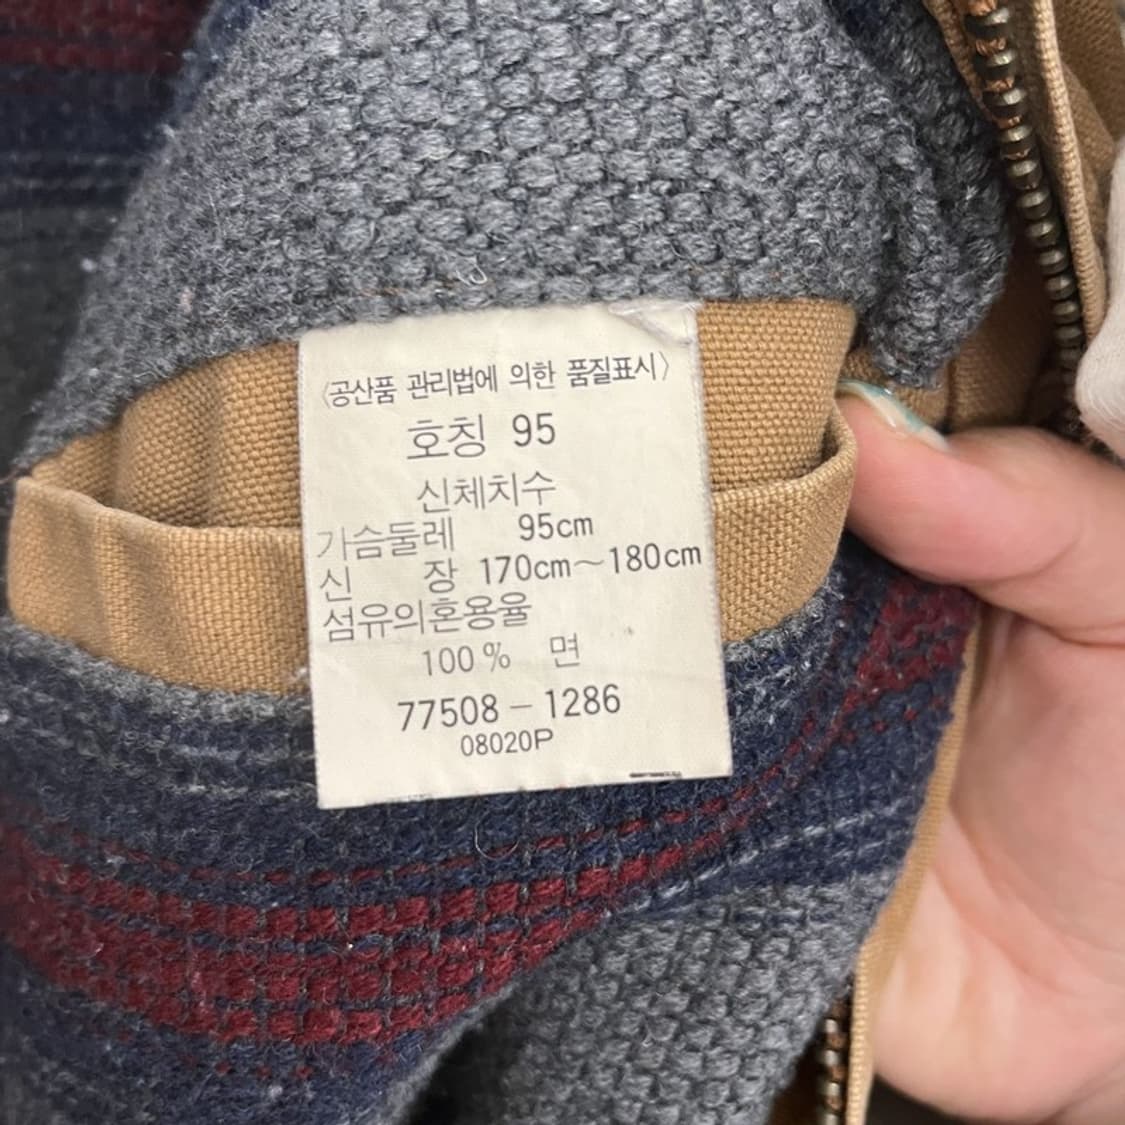 〈공산품 관리법에 의한 품질표시〉
호칭 95
신체치수
가슴둘레 95cm
신 장 170cm~180cm
섬유의혼용율
100% 면
77508-1286
08020P